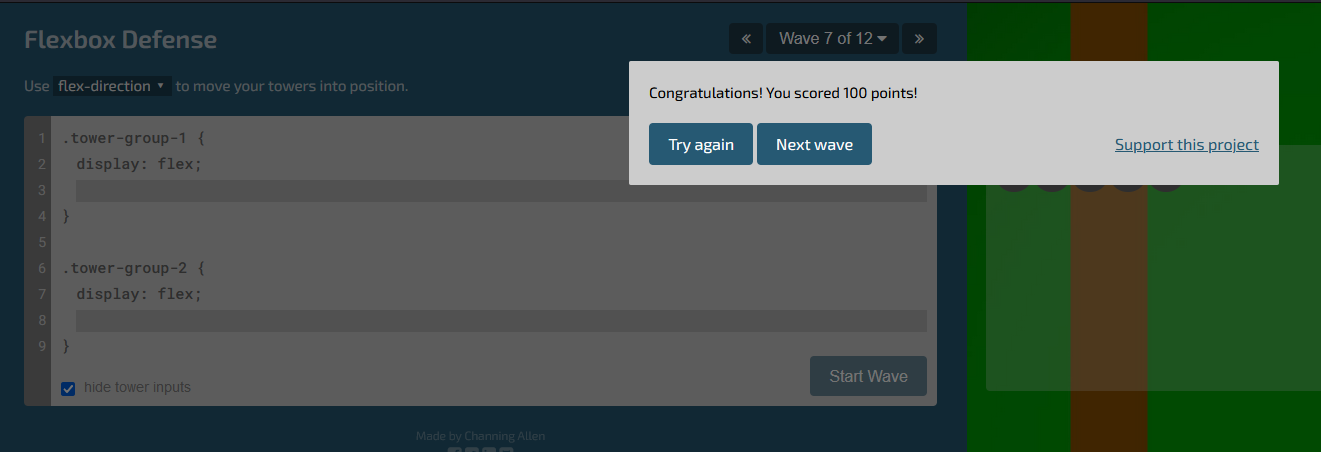 Flexbox Defense
«
Wave 7 of 12
»
Use flex-direction to move your towers into position.
Congratulations! You scored 100 points!
Try again
Next wave
Support this project
1 .tower-group-1 {
2 display: flex;
3
4 }
5
6 .tower-group-2 {
7 display: flex;
8
9 }
hide tower inputs
Start Wave
Made by Channing Allen